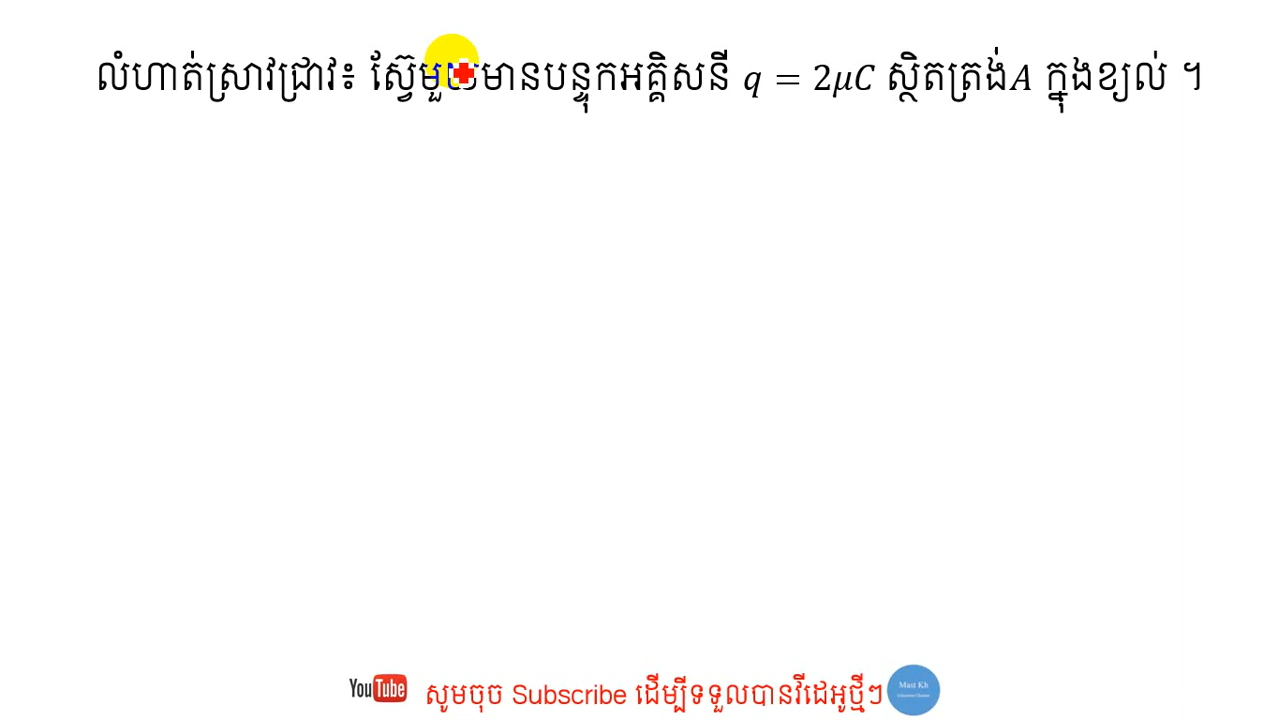 លំហាត់ស្រាវជ្រាវ៖ ស្វ៊ែមួយមានបន្ទុកអគ្គិសនី q = 2μC ស្ថិតត្រង់A ក្នុងខ្យល់ ។
YouTube សូមចុច Subscribe ដើម្បីទទួលបានវីដេអូថ្មីៗ Mast Kh